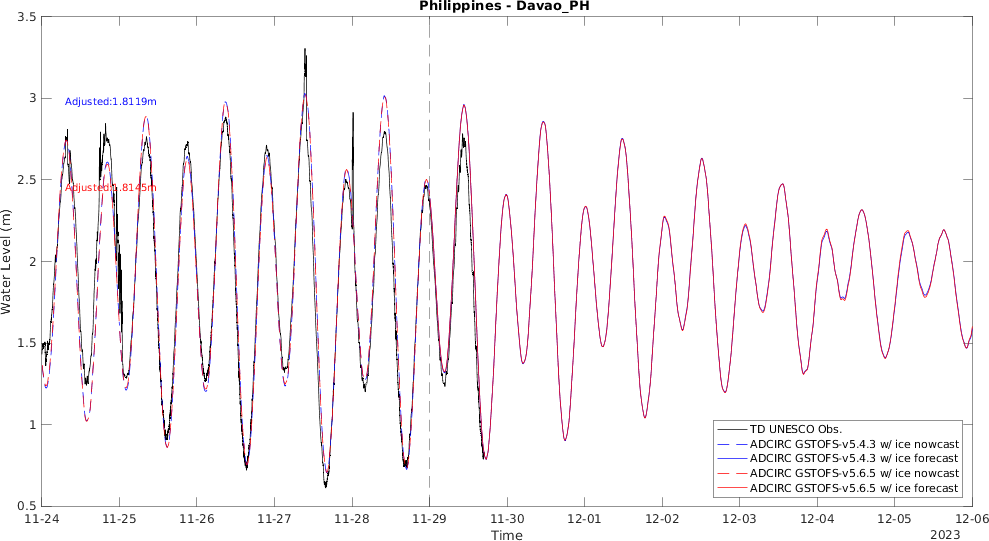 Philippines - Davao_PH
3.5
3
2.5
2
1.5
1
0.5
Water Level (m)
Adjusted:1.8119m
Adjusted:1.8145m
TD UNESCO Obs.
ADCIRC GSTOFS-v5.4.3 w/ ice nowcast
ADCIRC GSTOFS-v5.4.3 w/ ice forecast
ADCIRC GSTOFS-v5.6.5 w/ ice nowcast
ADCIRC GSTOFS-v5.6.5 w/ ice forecast
11-24 11-25 11-26 11-27 11-28 11-29 11-30 12-01 12-02 12-03 12-04 12-05 12-06
Time
2023